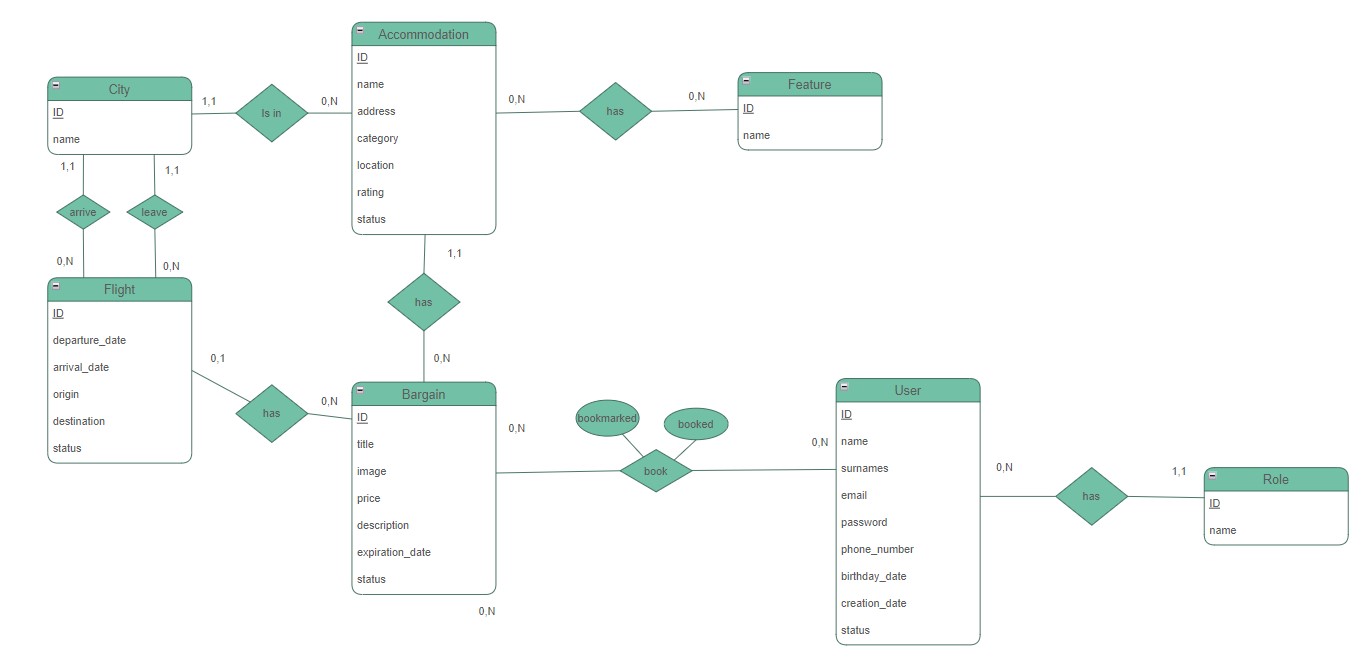 Accommodation
ID
name
address
category
location
rating
status
City
ID
name
1,1
Is in
0,N
0,N
has
0,N
Feature
ID
name
1,1
1,1
arrive
leave
0,N
0,N
1,1
has
0,N
Flight
ID
departure_date
arrival_date
origin
destination
status
0,1
has
0,N
Bargain
ID
title
image
price
description
expiration_date
status
0,N
0,N
bookmarked
booked
book
0,N
User
ID
name
surnames
email
password
phone_number
birthday_date
creation_date
status
0,N
has
1,1
Role
ID
name